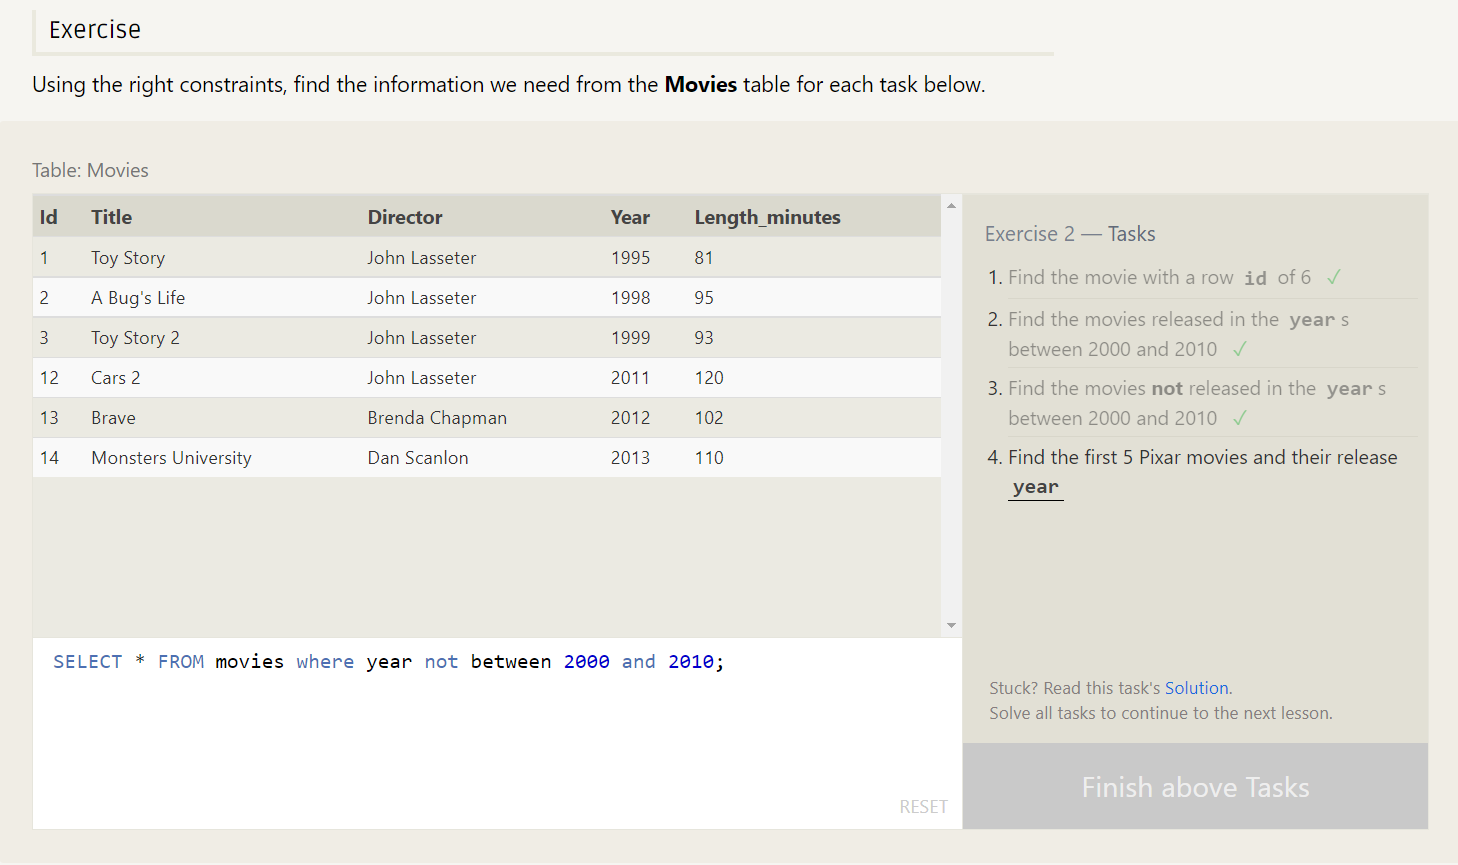 Exercise
Using the right constraints, find the information we need from the Movies table for each task below.
Table: Movies
Id Title Director Year Length_minutes
1 Toy Story John Lasseter 1995 81
2 A Bug's Life John Lasseter 1998 95
3 Toy Story 2 John Lasseter 1999 93
12 Cars 2 John Lasseter 2011 120
13 Brave Brenda Chapman 2012 102
14 Monsters University Dan Scanlon 2013 110
SELECT * FROM movies where year not between 2000 and 2010;
RESET
Exercise 2 — Tasks
1. Find the movie with a row id of 6 ✓
2. Find the movies released in the year s
between 2000 and 2010 ✓
3. Find the movies not released in the year s
between 2000 and 2010 ✓
4. Find the first 5 Pixar movies and their release
year
Stuck? Read this task's Solution.
Solve all tasks to continue to the next lesson.
Finish above Tasks